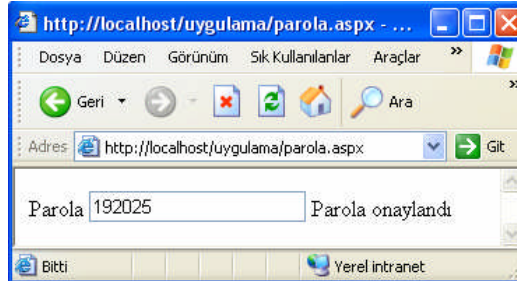 http://localhost/uygulama/parola.aspx - ...
Dosya Düzen Görünüm Sık Kullanılanlar Araçlar »
Geri Ara »
Adres http://localhost/uygulama/parola.aspx Git
Parola 192025 Parola onaylandı
Bitti Yerel intranet